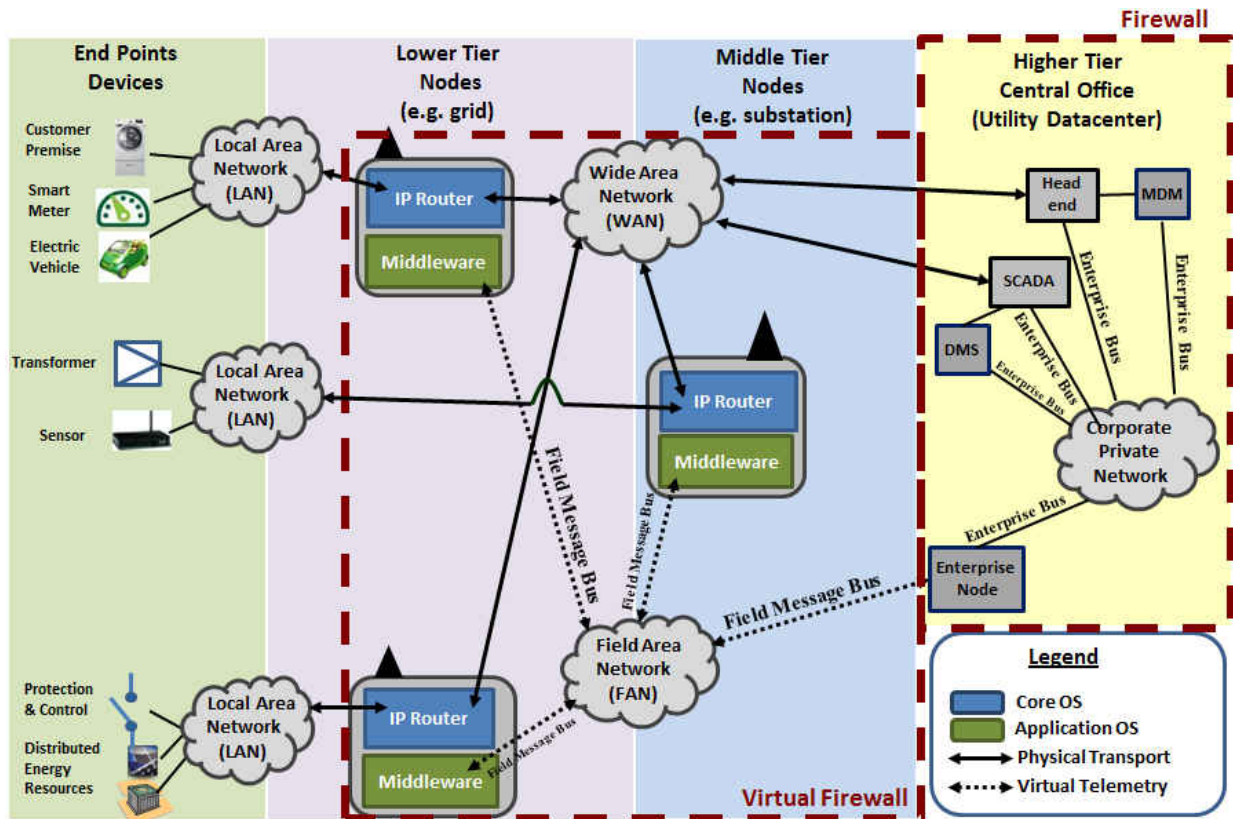 Firewall
End Points
Devices
Lower Tier
Nodes
(e.g. grid)
Middle Tier
Nodes
(e.g. substation)
Higher Tier
Central Office
(Utility Datacenter)
Customer
Premise
Smart
Meter
Electric
Vehicle
Local Area
Network
(LAN)
IP Router
Middleware
Wide Area
Network
(WAN)
Head
end
MDM
SCADA
DMS
Enterprise Bus
Enterprise Bus
Enterprise Bus
Enterprise Bus
Corporate
Private
Network
Transformer
Sensor
Local Area
Network
(LAN)
IP Router
Middleware
Field Message Bus
Field Message Bus
Enterprise Bus
Enterprise
Node
Field Message Bus
Field Area
Network
(FAN)
Protection
& Control
Distributed
Energy
Resources
Local Area
Network
(LAN)
IP Router
Middleware
Field Message Bus
Virtual Firewall
Legend
Core OS
Application OS
Physical Transport
Virtual Telemetry